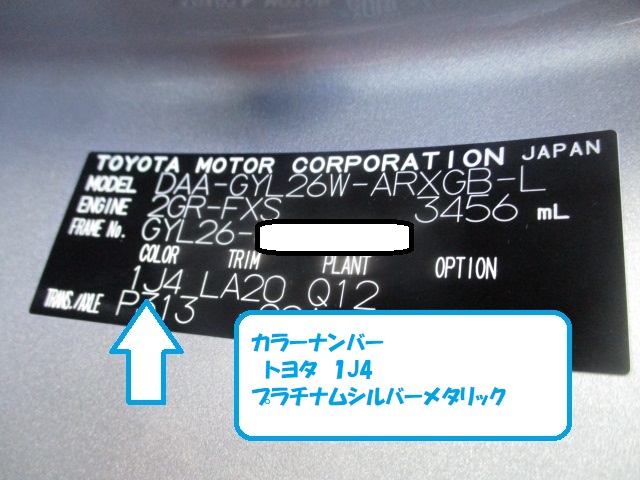 TOYOTA MOTOR CORPORATION JAPAN
MODEL DAA-GYL26W-ARXGB-L
ENGINE 2GR-FXS 3456 mL
FRAME No. GYL26-
COLOR TRIM PLANT OPTION
1J4 LA20 Q12
TRANS./AXLE P313
カラーナンバー
トヨタ 1J4
プラチナムシルバーメタリック